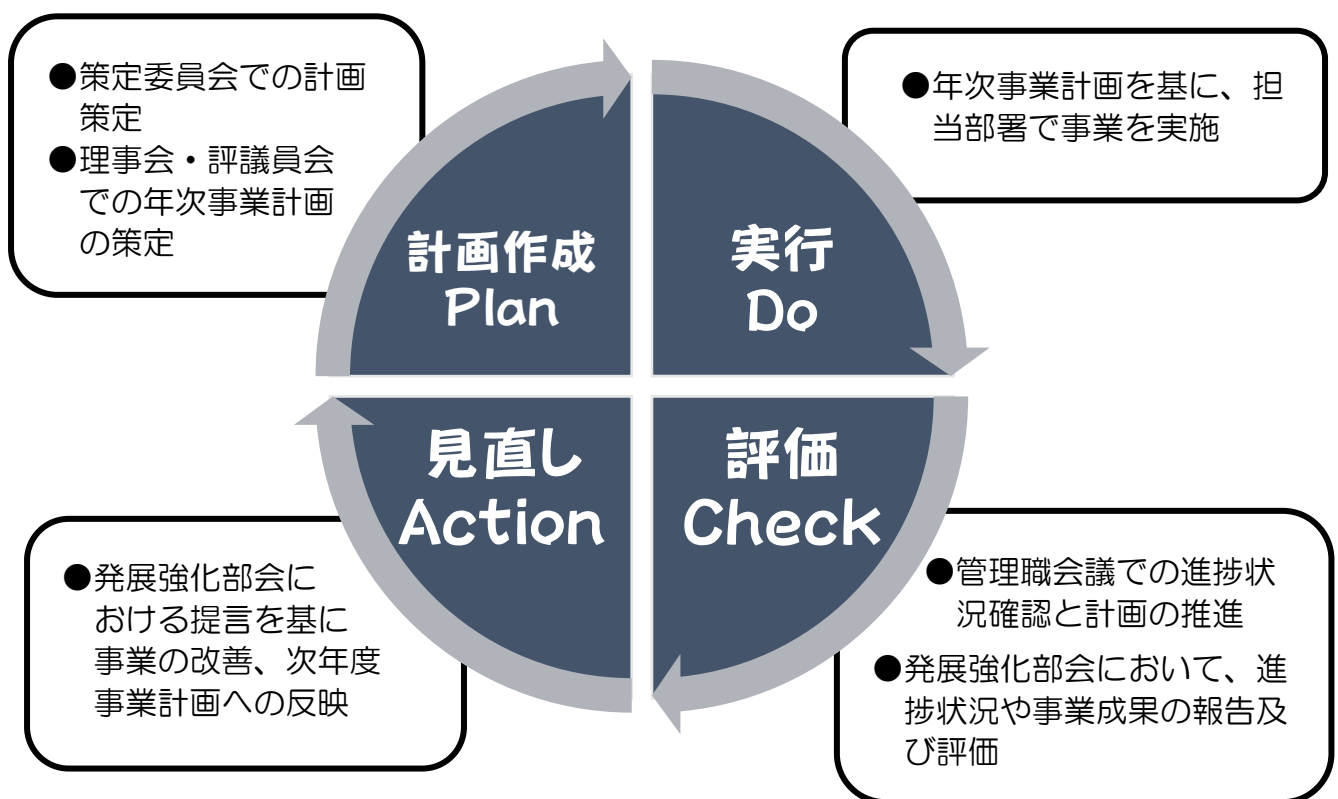 ●策定委員会での計画
策定
●理事会・評議員会
での年次事業計画
の策定
●年次事業計画を基に、担
当部署で事業を実施
計画作成
Plan
実行
Do
見直し
Action
評価
Check
●発展強化部会に
おける提言を基に
事業の改善、次年度
事業計画への反映
●管理職会議での進捗状
況確認と計画の推進
●発展強化部会において、進
捗状況や事業成果の報告及
び評価